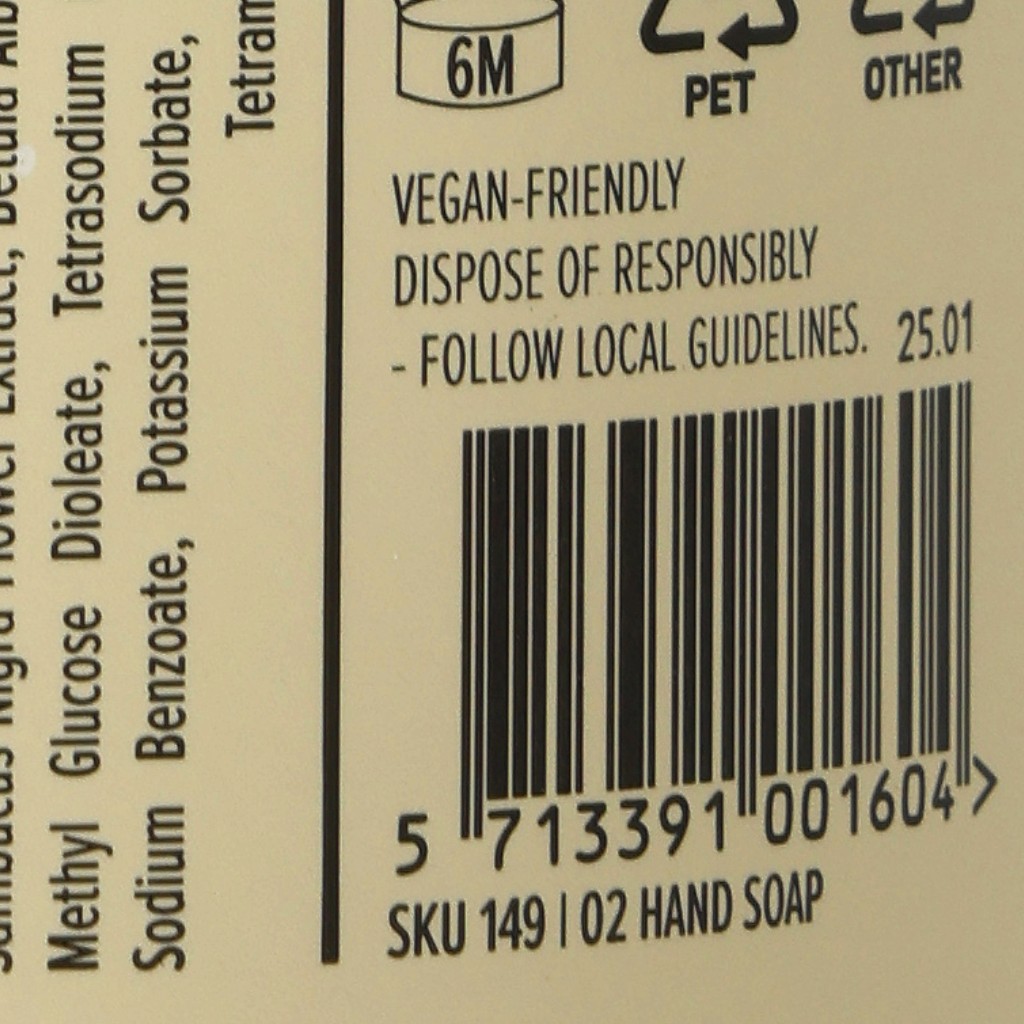 Methyl Glucose Dioleate, Tetrasodium
Sodium Benzoate, Potassium Sorbate,
6M
PET
OTHER
VEGAN-FRIENDLY
DISPOSE OF RESPONSIBLY
- FOLLOW LOCAL GUIDELINES. 25.01
5 713391 001604 >
SKU 149 | 02 HAND SOAP